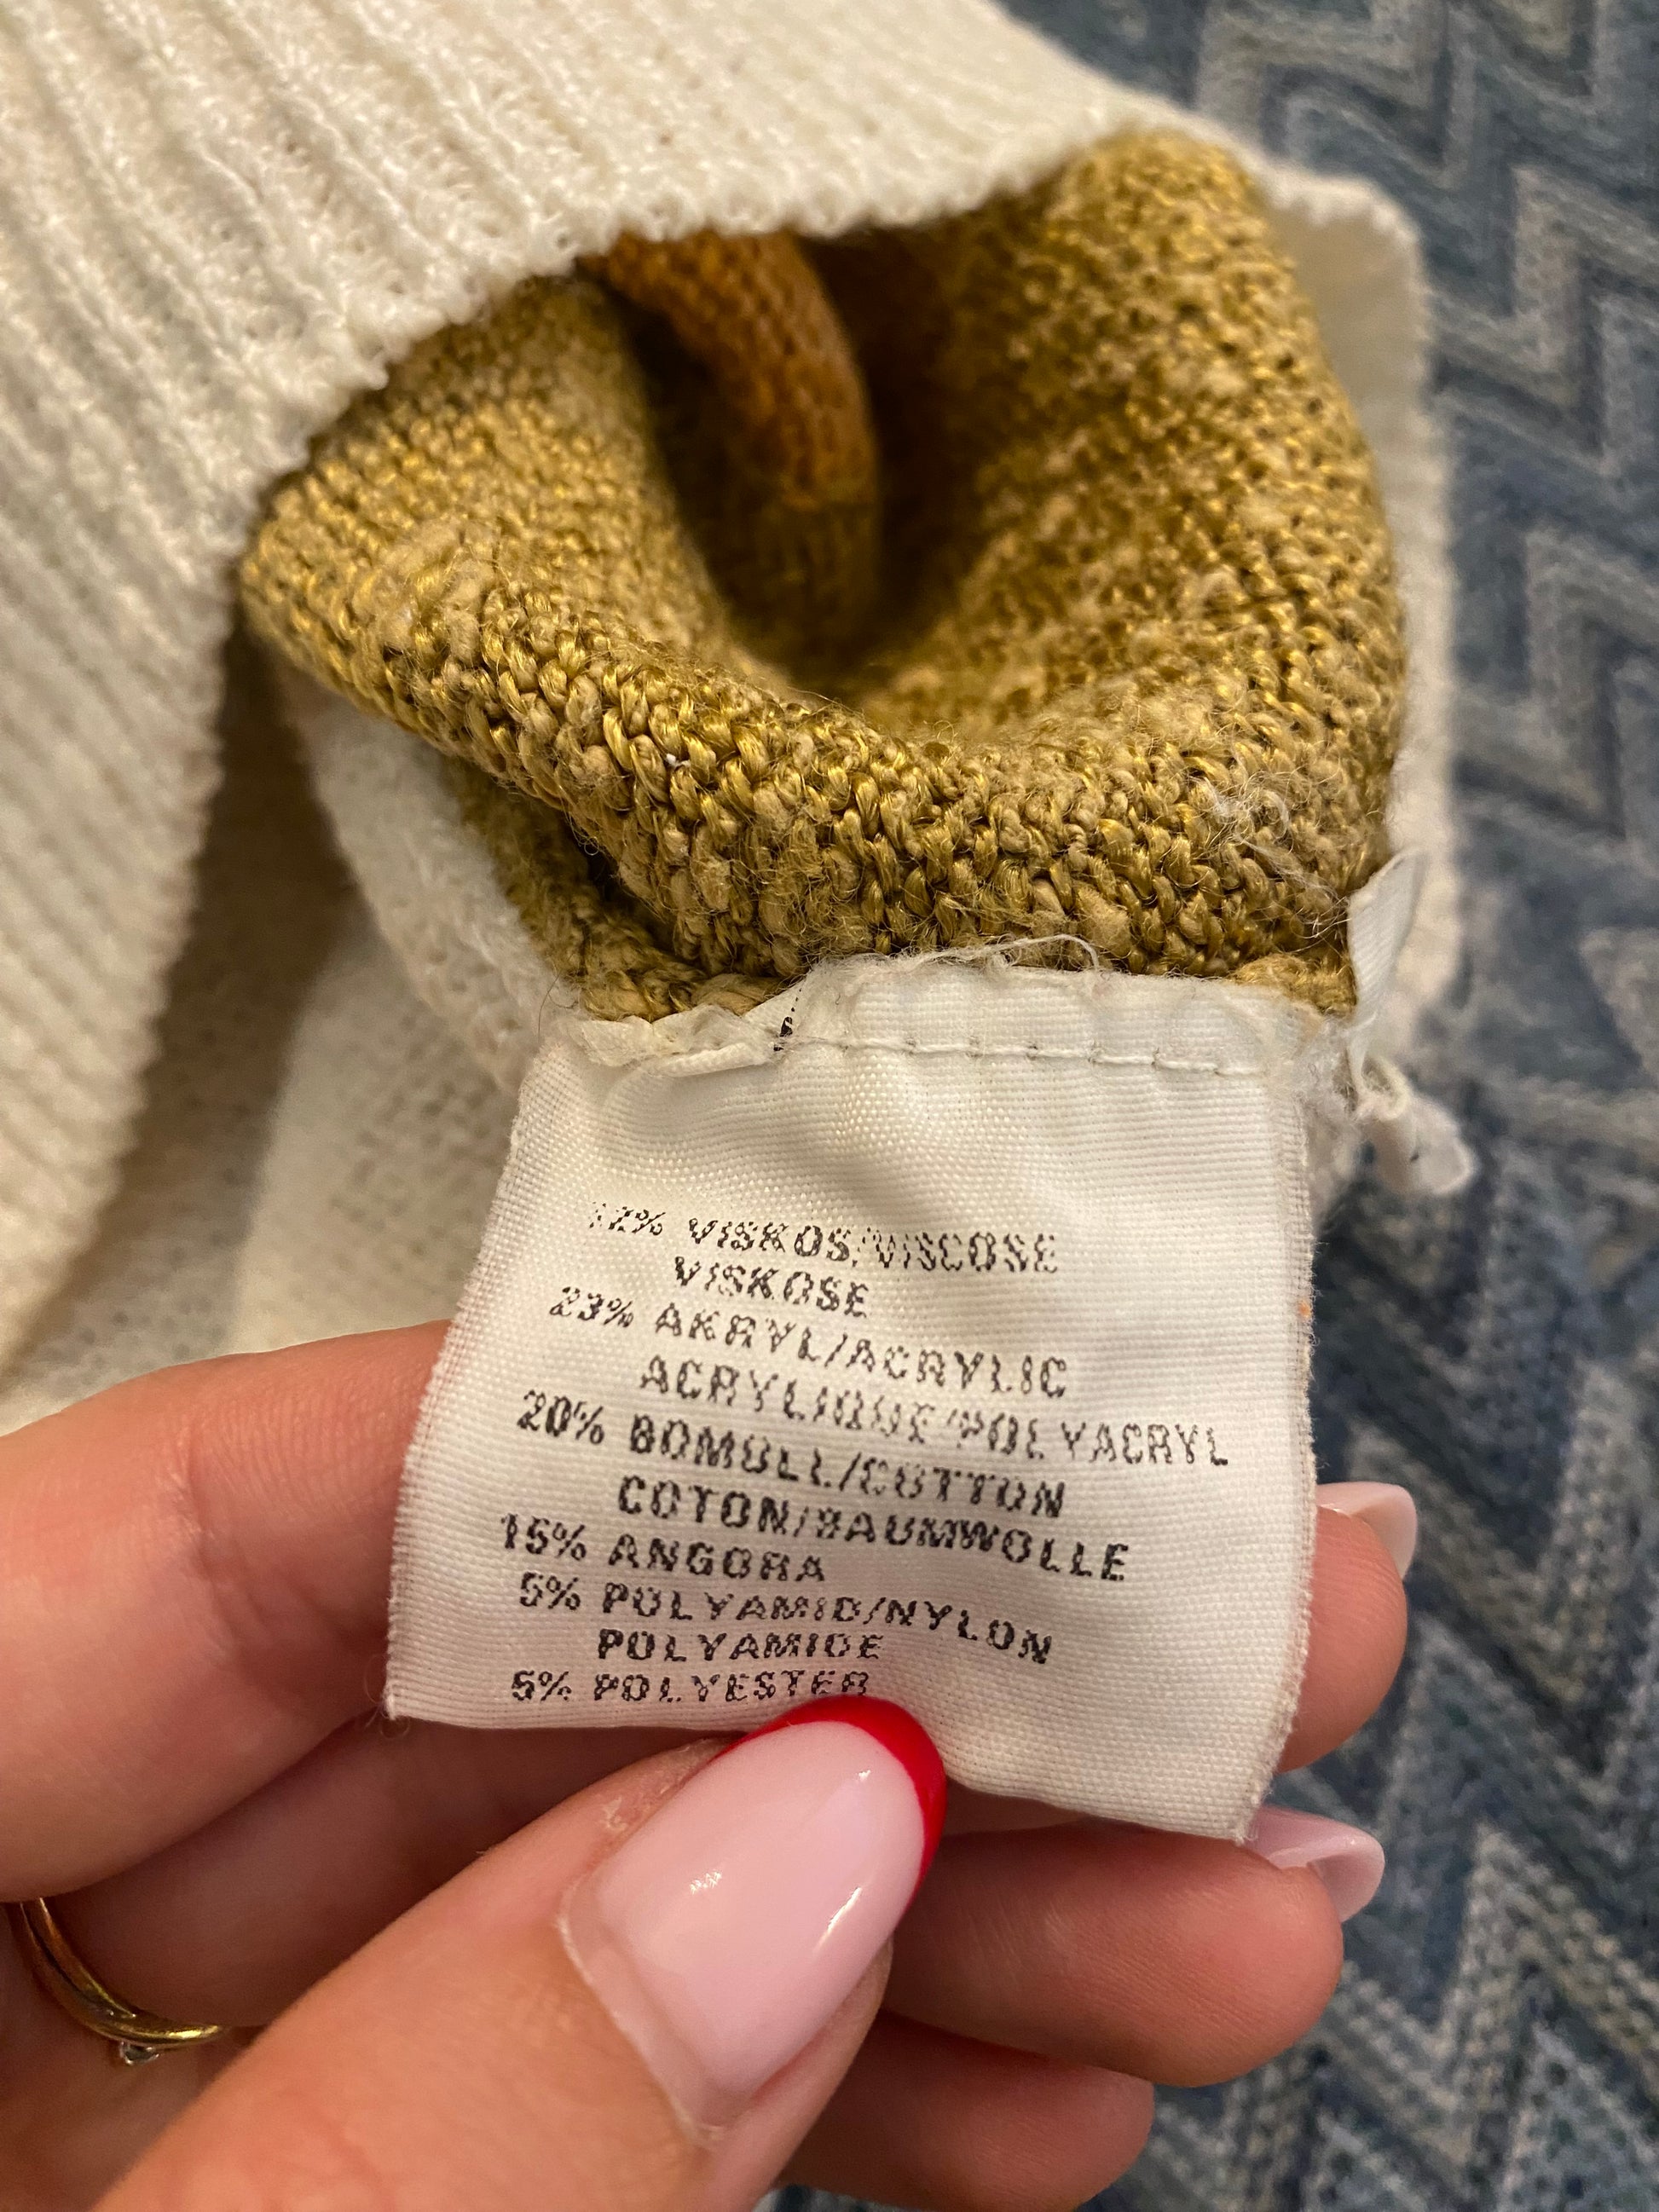 32% VISKOS/VISCOSE
VISKOSE
23% AKRYL/ACRYLIC
ACRYLIQUE/POLYACRYL
20% BOMULL/COTTON
COTON/BAUMWOLLE
15% ANGORA
5% POLYAMID/NYLON
POLYAMIDE
5% POLYESTER